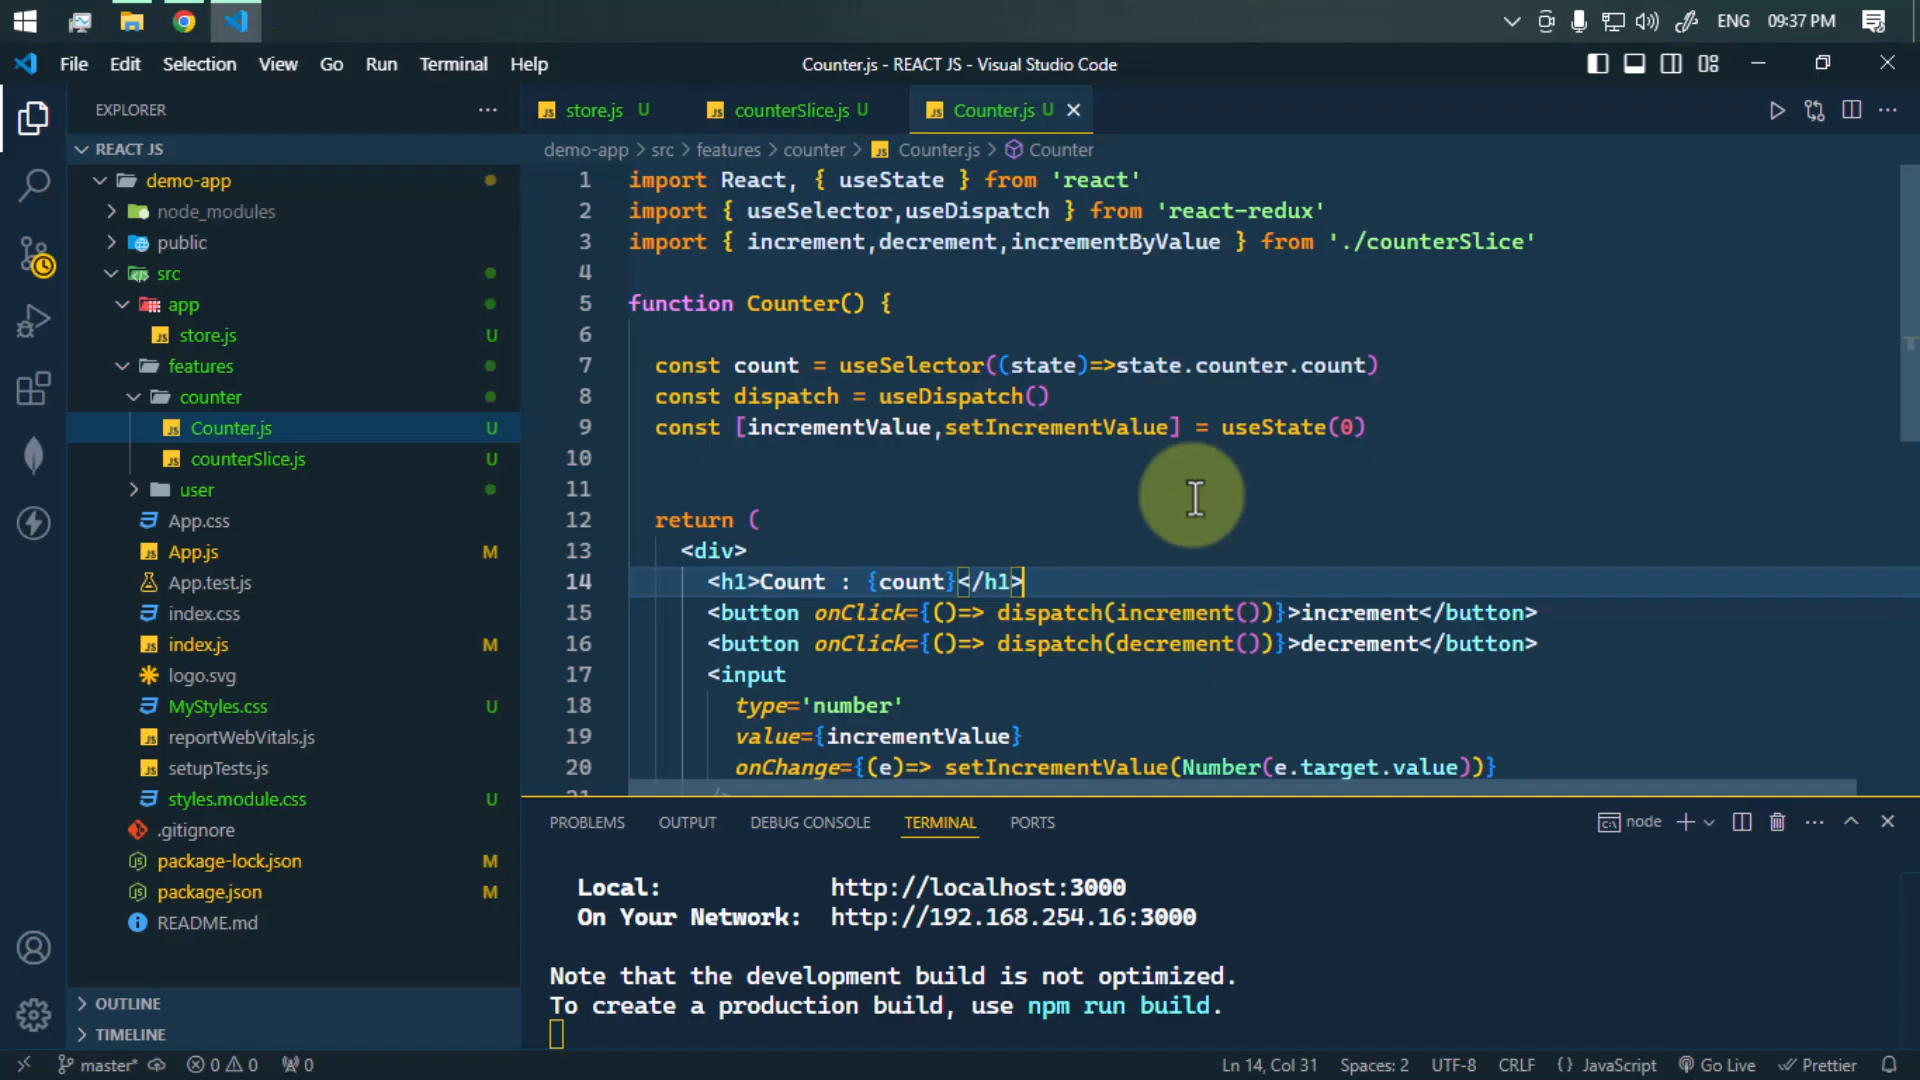 ENG 09:37 PM
File Edit Selection View Go Run Terminal Help
Counter.js - REACT JS - Visual Studio Code
EXPLORER
REACT JS
demo-app
node_modules
public
src
app
store.js U
features
counter
Counter.js U
counterSlice.js U
user
App.css
App.js M
App.test.js
index.css
index.js M
logo.svg
MyStyles.css U
reportWebVitals.js
setupTests.js
styles.module.css U
.gitignore
package-lock.json M
package.json M
README.md
OUTLINE
TIMELINE
store.js U counterSlice.js U Counter.js U
demo-app > src > features > counter > Counter.js > Counter
1 import React, { useState } from 'react'
2 import { useSelector,useDispatch } from 'react-redux'
3 import { increment,decrement,incrementByValue } from './counterSlice'
4
5 function Counter() {
6
7 const count = useSelector((state)=>state.counter.count)
8 const dispatch = useDispatch()
9 const [incrementValue,setIncrementValue] = useState(0)
10
11
12 return (
13 <div>
14 <h1>Count : {count}</h1>
15 <button onClick={()=> dispatch(increment())}>increment</button>
16 <button onClick={()=> dispatch(decrement())}>decrement</button>
17 <input
18 type='number'
19 value={incrementValue}
20 onChange={(e)=> setIncrementValue(Number(e.target.value))}
21 />
PROBLEMS OUTPUT DEBUG CONSOLE TERMINAL PORTS
node
Local: http://localhost:3000
On Your Network: http://192.168.254.16:3000
Note that the development build is not optimized.
To create a production build, use npm run build.
master* 0 0 0
Ln 14, Col 31 Spaces: 2 UTF-8 CRLF {} JavaScript Go Live Prettier